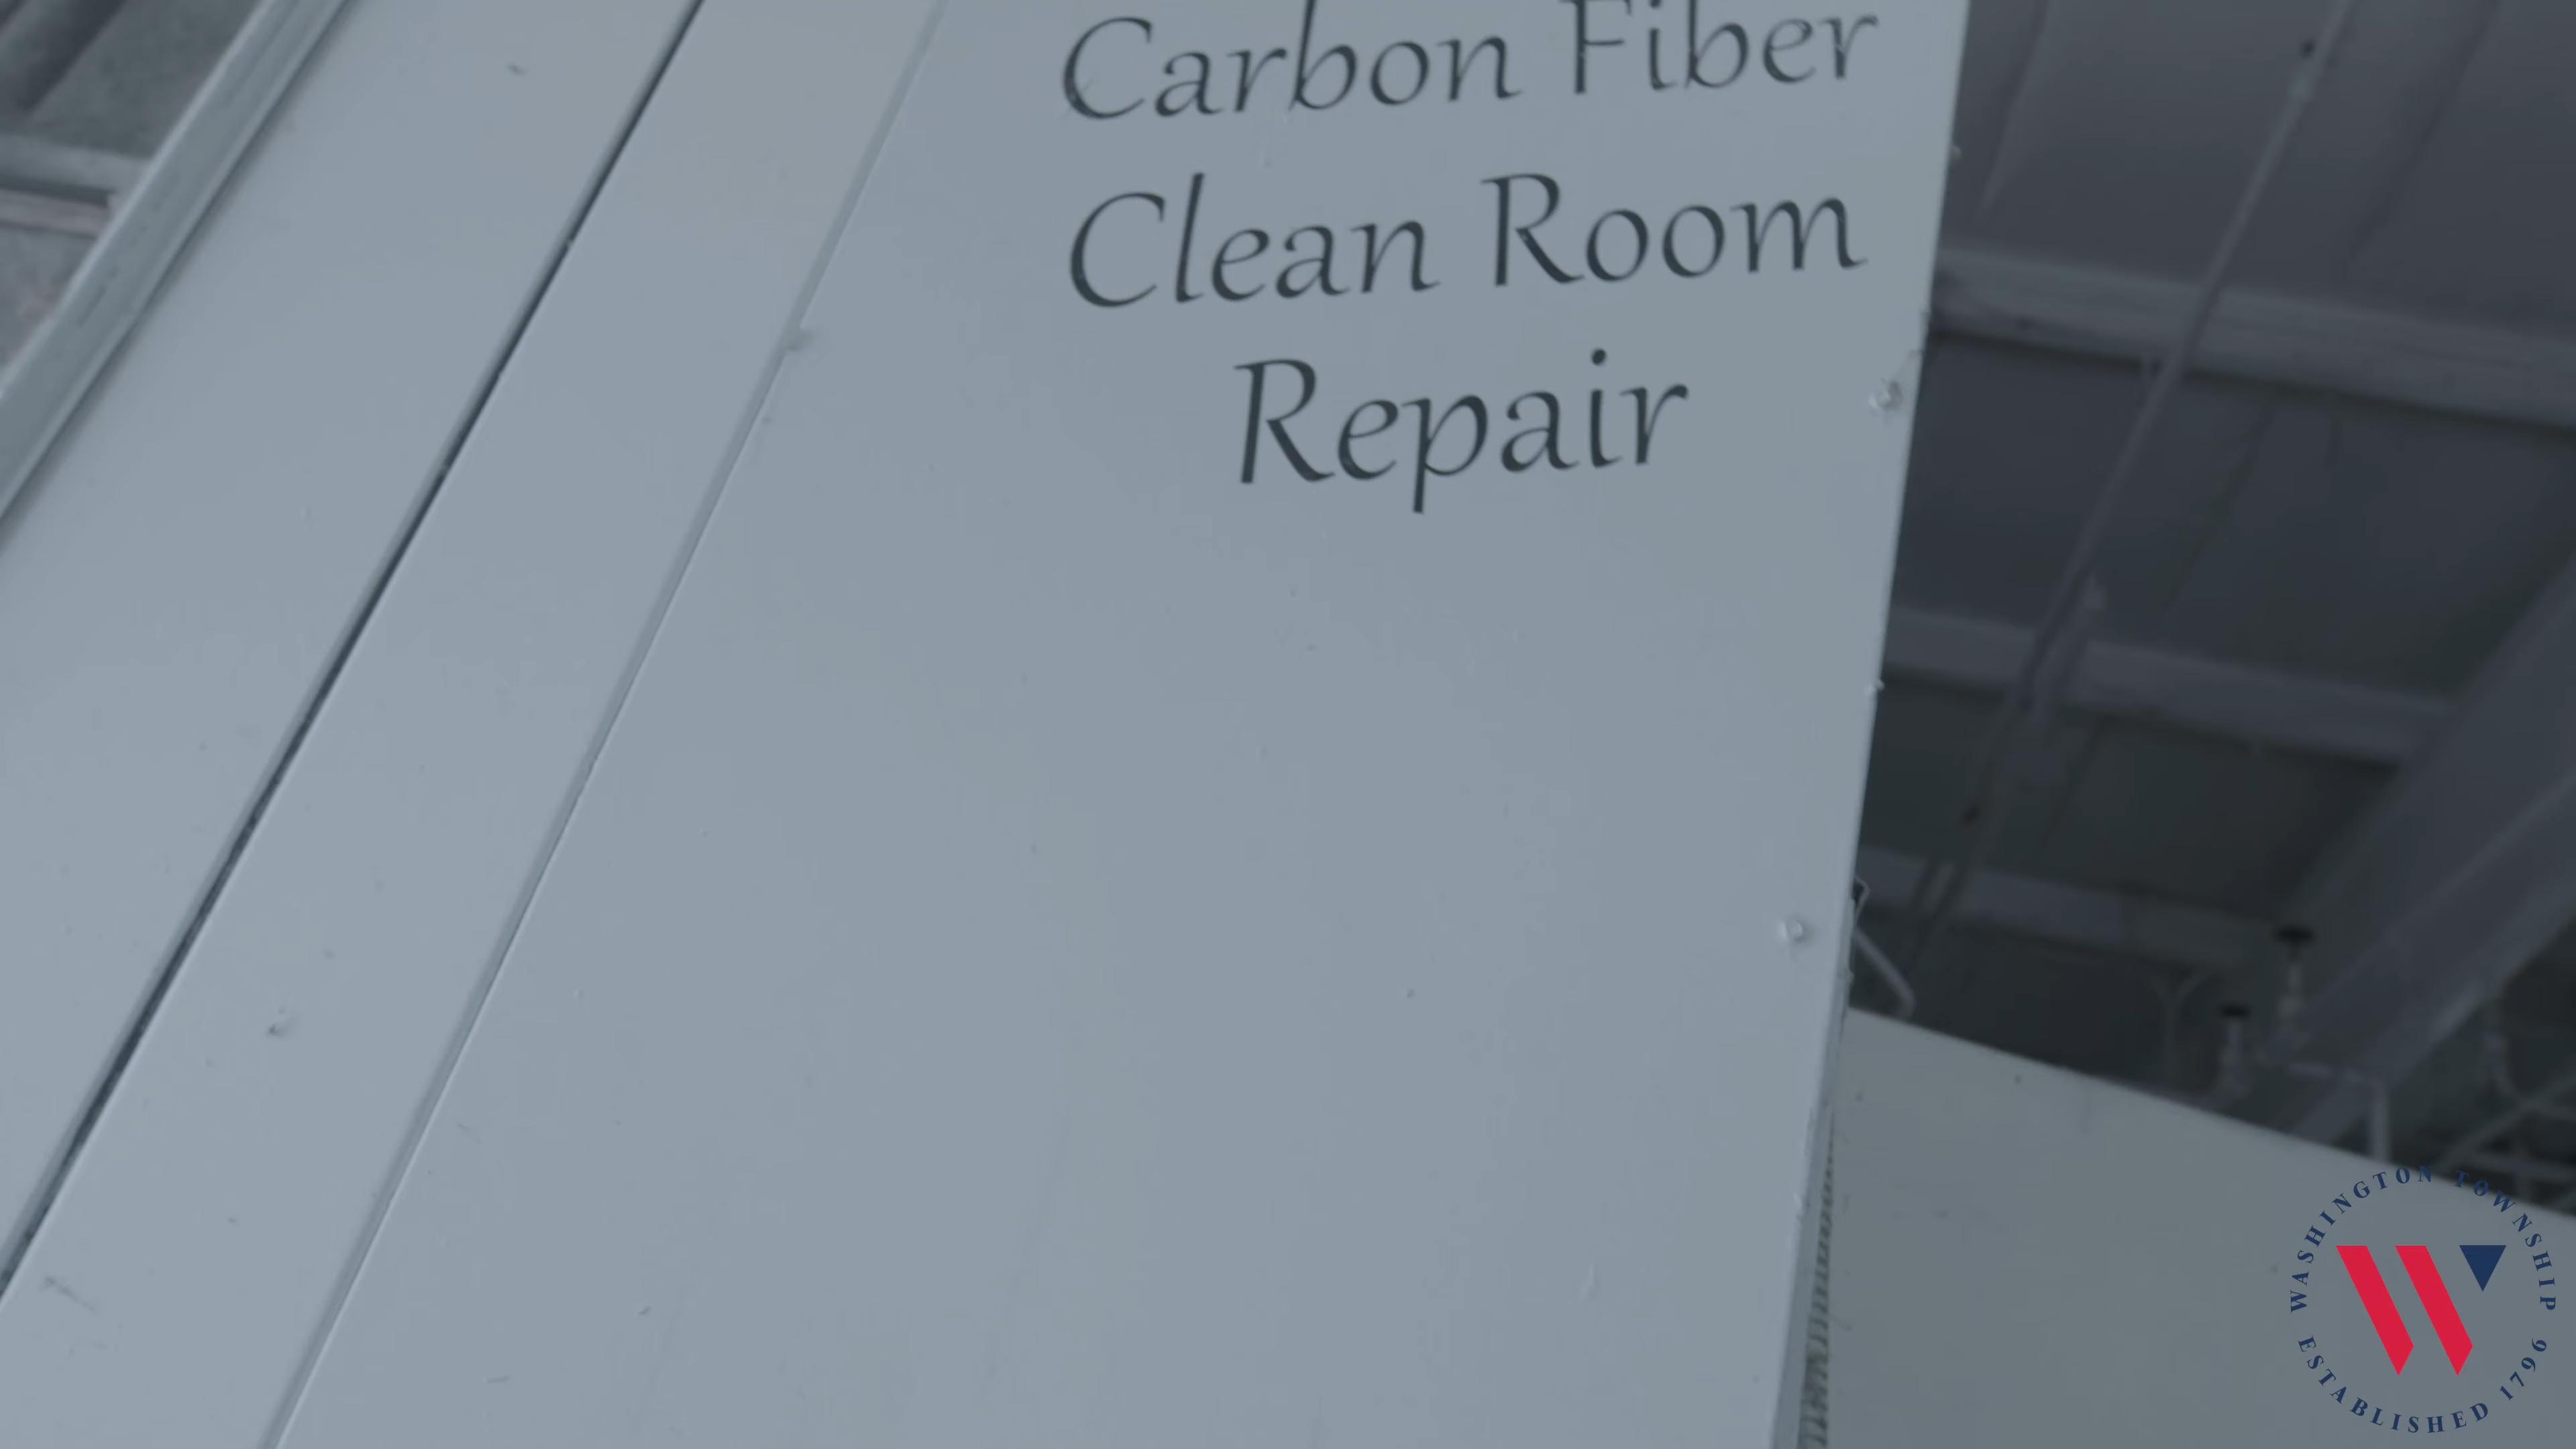 Carbon Fiber
Clean Room
Repair
WASHINGTON TOWNSHIP
ESTABLISHED 1796